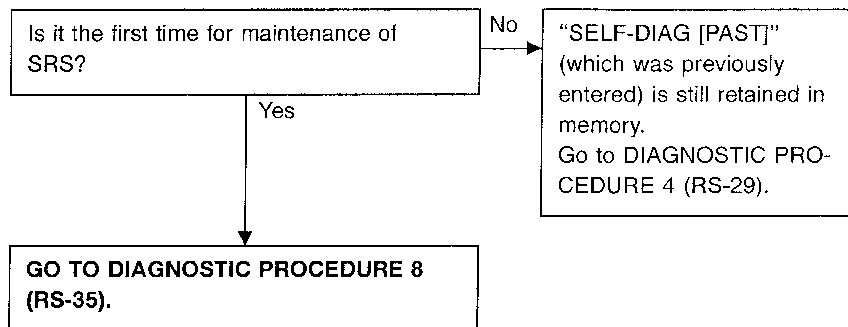 Is it the first time for maintenance of
SRS?
No
"SELF-DIAG [PAST]"
(which was previously
entered) is still retained in
memory.
Go to DIAGNOSTIC PRO-
CEDURE 4 (RS-29).
Yes
GO TO DIAGNOSTIC PROCEDURE 8
(RS-35).